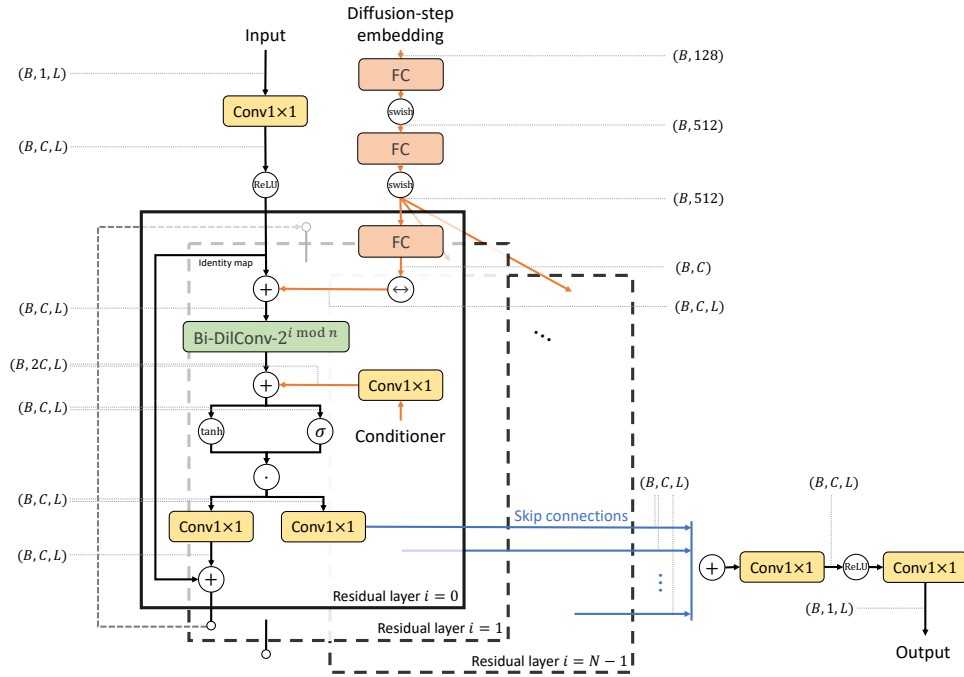 Diffusion-step
embedding
Input
(B, 128)
(B, 1, L)
FC
Conv1×1
swish
(B, 512)
(B, C, L)
FC
ReLU
swish
(B, 512)
FC
Identity map
(B, C)
+
↔
(B, C, L)
(B, C, L)
Bi-DilConv-2^{i mod n}
(B, 2C, L)
+
Conv1×1
(B, C, L)
tanh
σ
Conditioner
·
(B, C, L)
(B, C, L)
(B, C, L)
Conv1×1
Conv1×1
Skip connections
(B, C, L)
+
+
Conv1×1
ReLU
Conv1×1
Residual layer i = 0
(B, 1, L)
Residual layer i = 1
Output
Residual layer i = N − 1